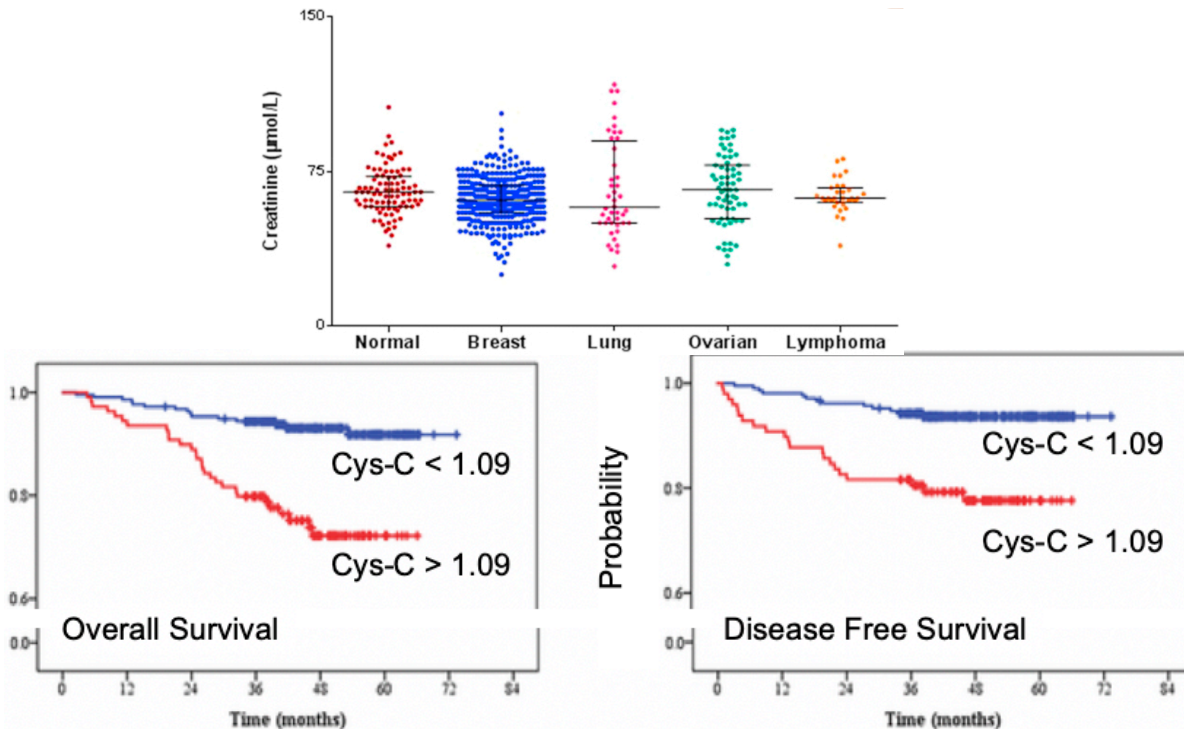 150
Creatinine (µmol/L)
75
0
Normal Breast Lung Ovarian Lymphoma
1.0
Cys-C < 1.09
0.8
Cys-C > 1.09
0.6
Overall Survival
0.0
0 12 24 36 48 60 72 84
Time (months)
Probability
1.0
Cys-C < 1.09
0.8
Cys-C > 1.09
0.6
Disease Free Survival
0.0
0 12 24 36 48 60 72 84
Time (months)